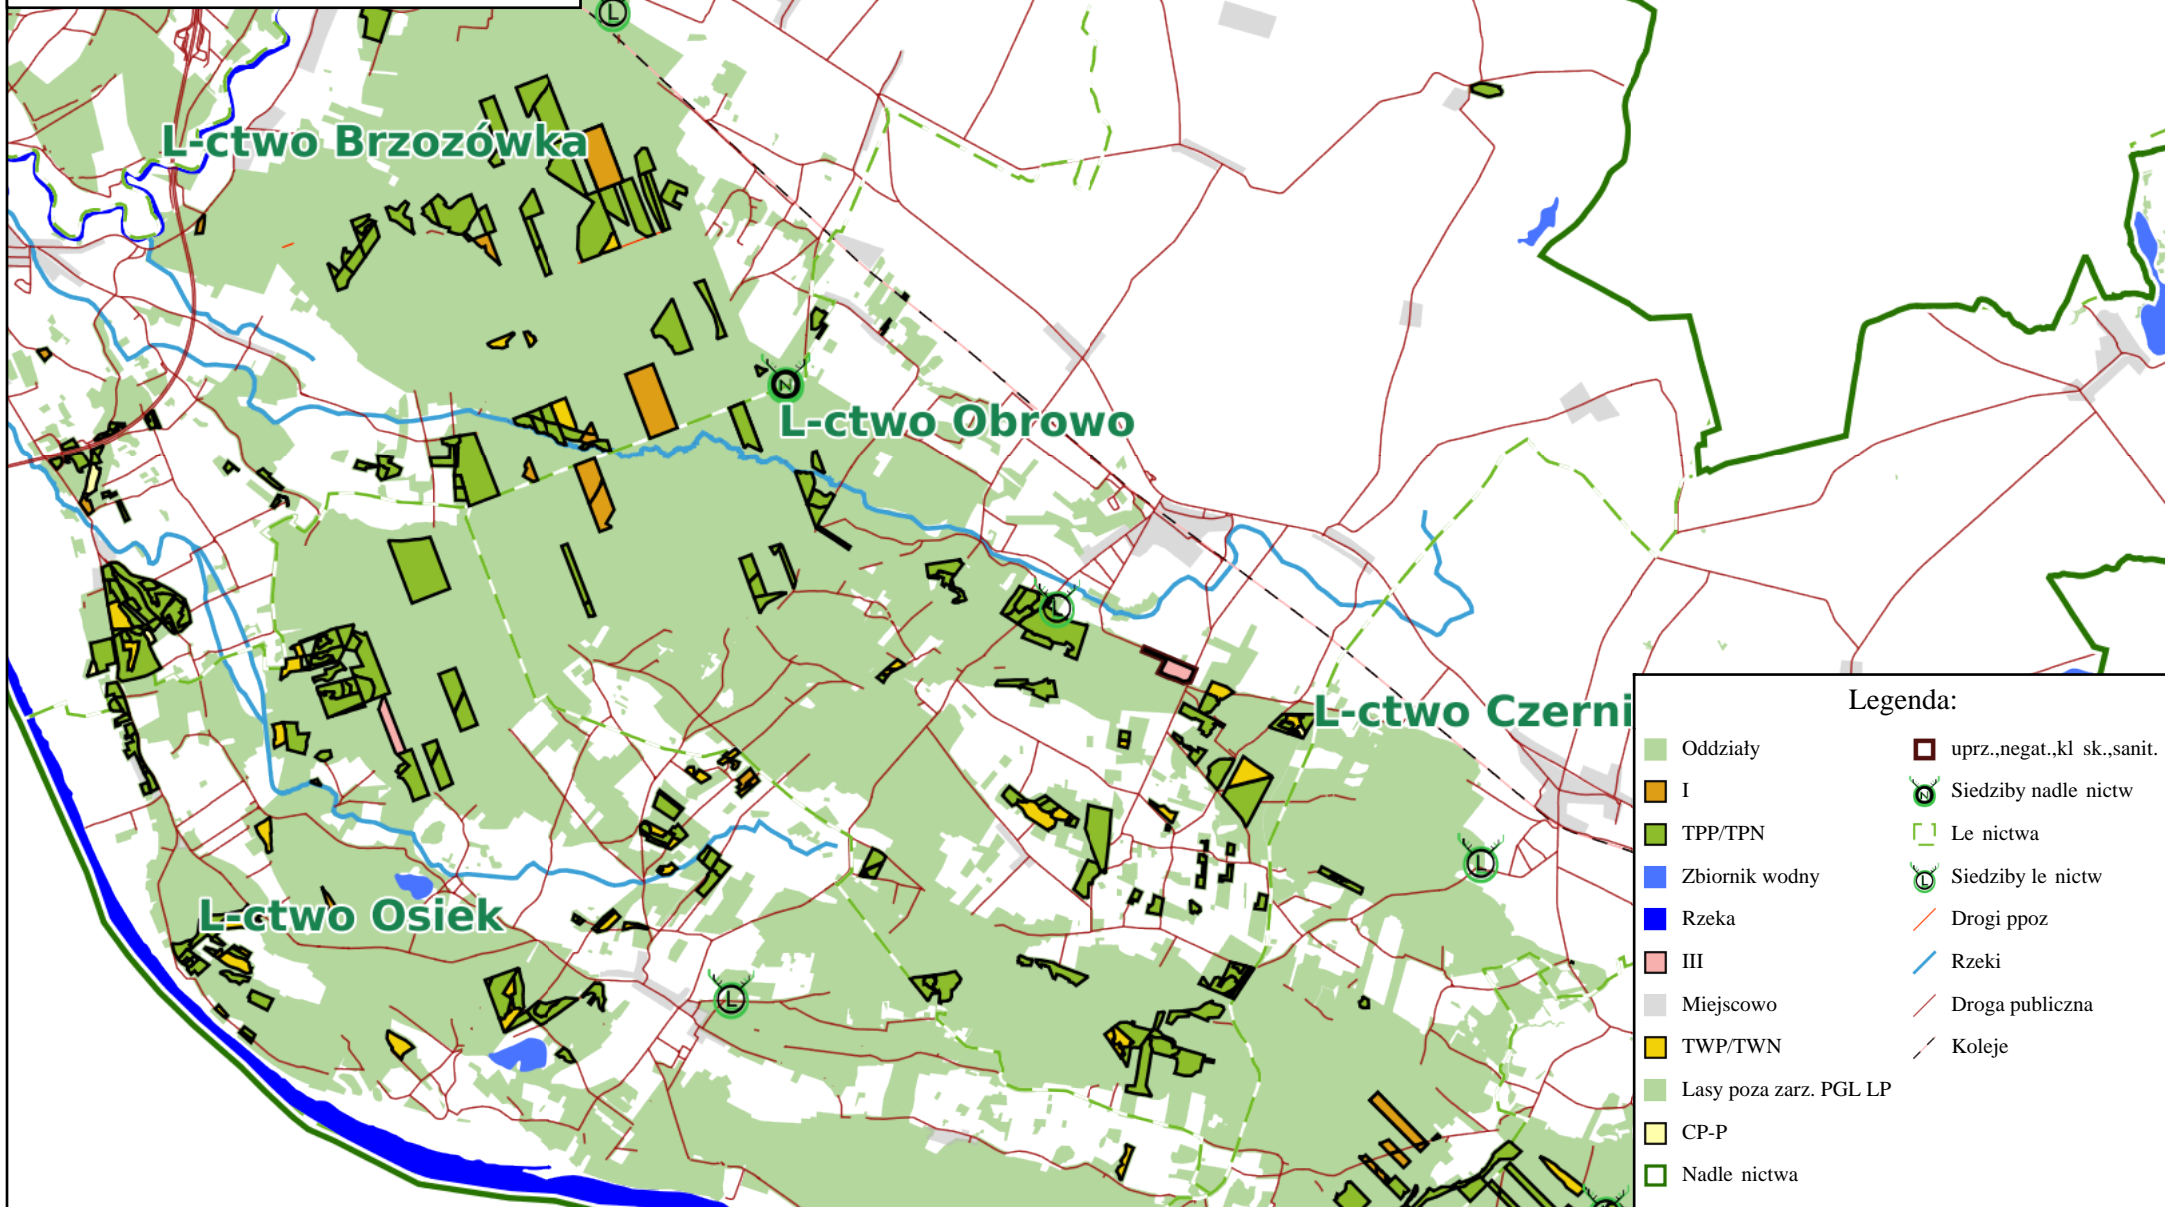 L-ctwo Brzozówka
L-ctwo Obrowo
L-ctwo Czerni
L-ctwo Osiek
L
N
L
L
L
Legenda:
Oddziały
I
TPP/TPN
Zbiornik wodny
Rzeka
III
Miejscowo
TWP/TWN
Lasy poza zarz. PGL LP
CP-P
Nadle nictwa
uprz.,negat.,kl sk.,sanit.
N Siedziby nadle nictw
Le nictwa
L Siedziby le nictw
Drogi ppoz
Rzeki
Droga publiczna
Koleje